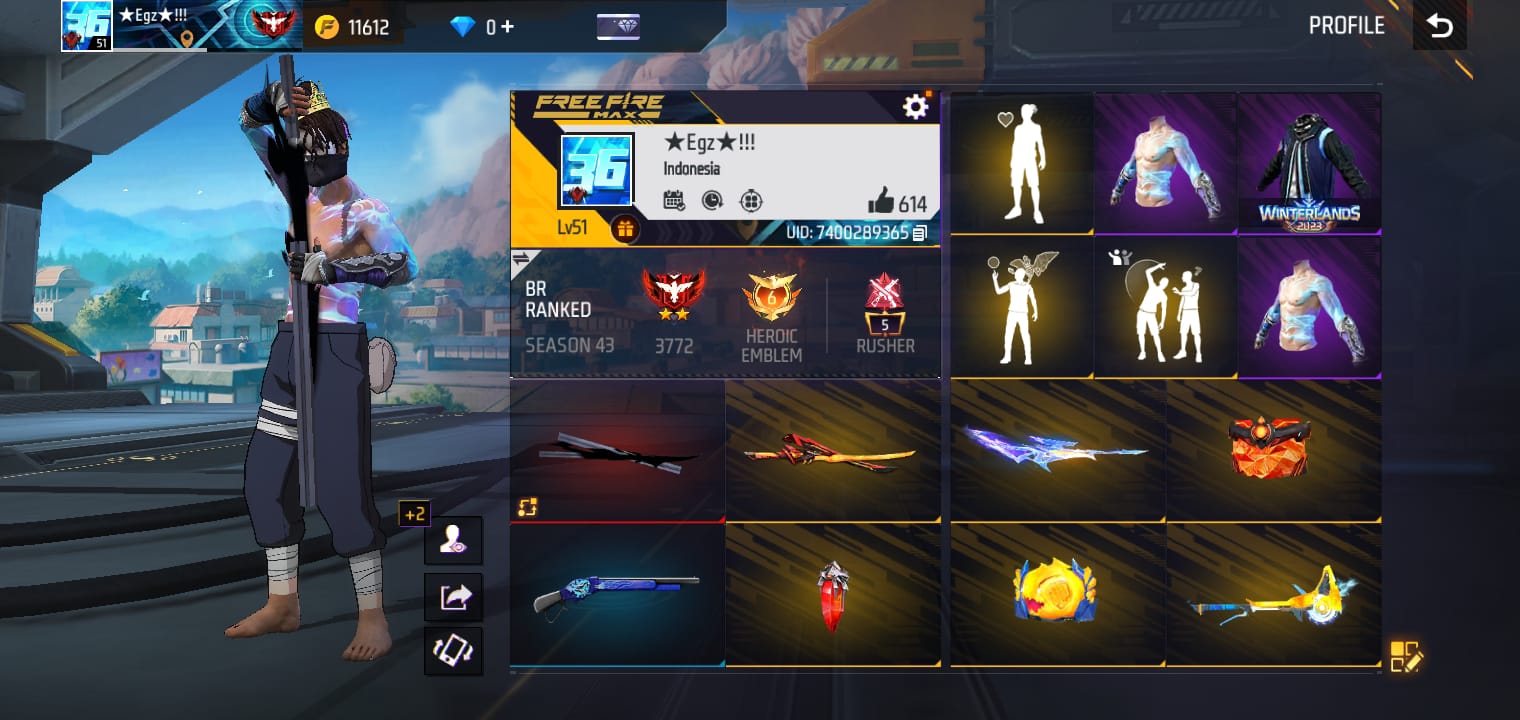 36
51
★Egz★!!!
11612
0 +
PROFILE
FREE FIRE
MAX
36
★Egz★!!!
Indonesia
614
Lv51
UID: 7400289365
BR
RANKED
SEASON 43
3772
6
HEROIC
EMBLEM
5
RUSHER
WINTERLANDS
2023
+2